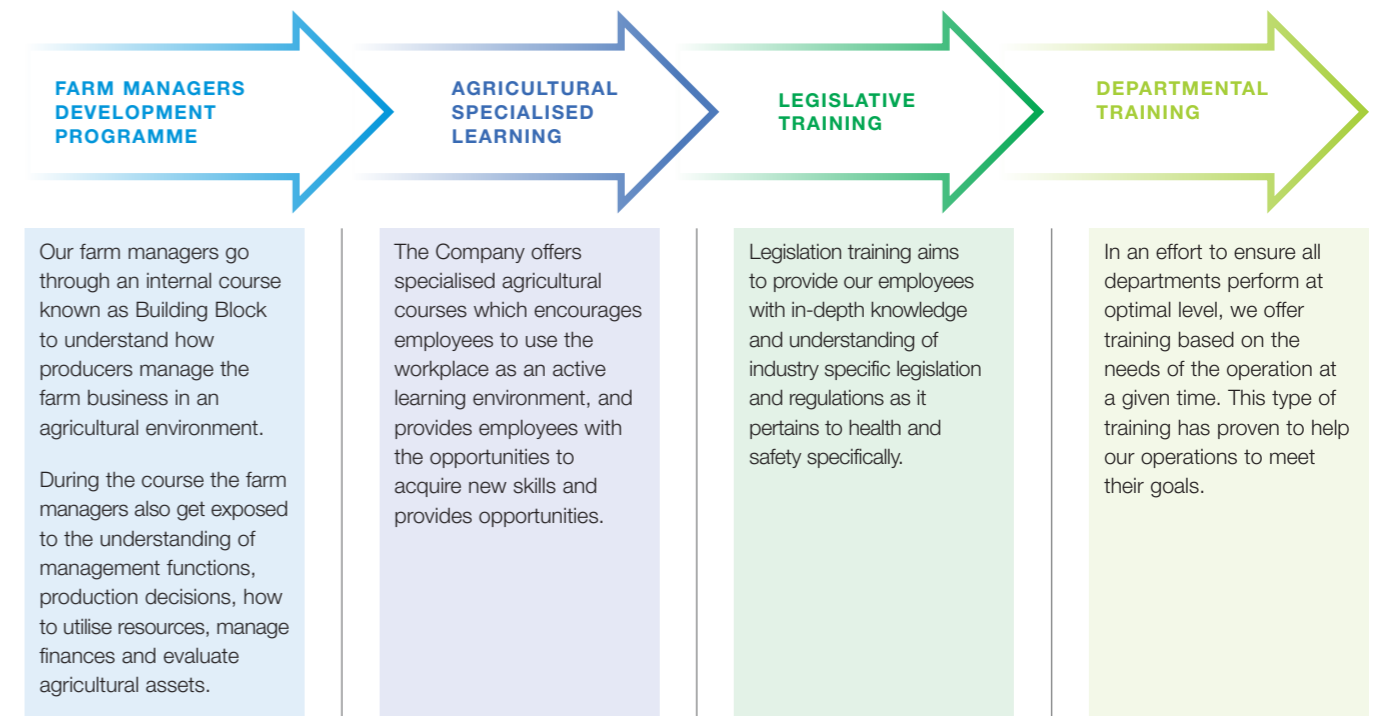 FARM MANAGERS
DEVELOPMENT
PROGRAMME
Our farm managers go
through an internal course
known as Building Block
to understand how
producers manage the
farm business in an
agricultural environment.
During the course the farm
managers also get exposed
to the understanding of
management functions,
production decisions, how
to utilise resources, manage
finances and evaluate
agricultural assets.
AGRICULTURAL
SPECIALISED
LEARNING
The Company offers
specialised agricultural
courses which encourages
employees to use the
workplace as an active
learning environment, and
provides employees with
the opportunities to
acquire new skills and
provides opportunities.
LEGISLATIVE
TRAINING
Legislation training aims
to provide our employees
with in-depth knowledge
and understanding of
industry specific legislation
and regulations as it
pertains to health and
safety specifically.
DEPARTMENTAL
TRAINING
In an effort to ensure all
departments perform at
optimal level, we offer
training based on the
needs of the operation at
a given time. This type of
training has proven to help
our operations to meet
their goals.